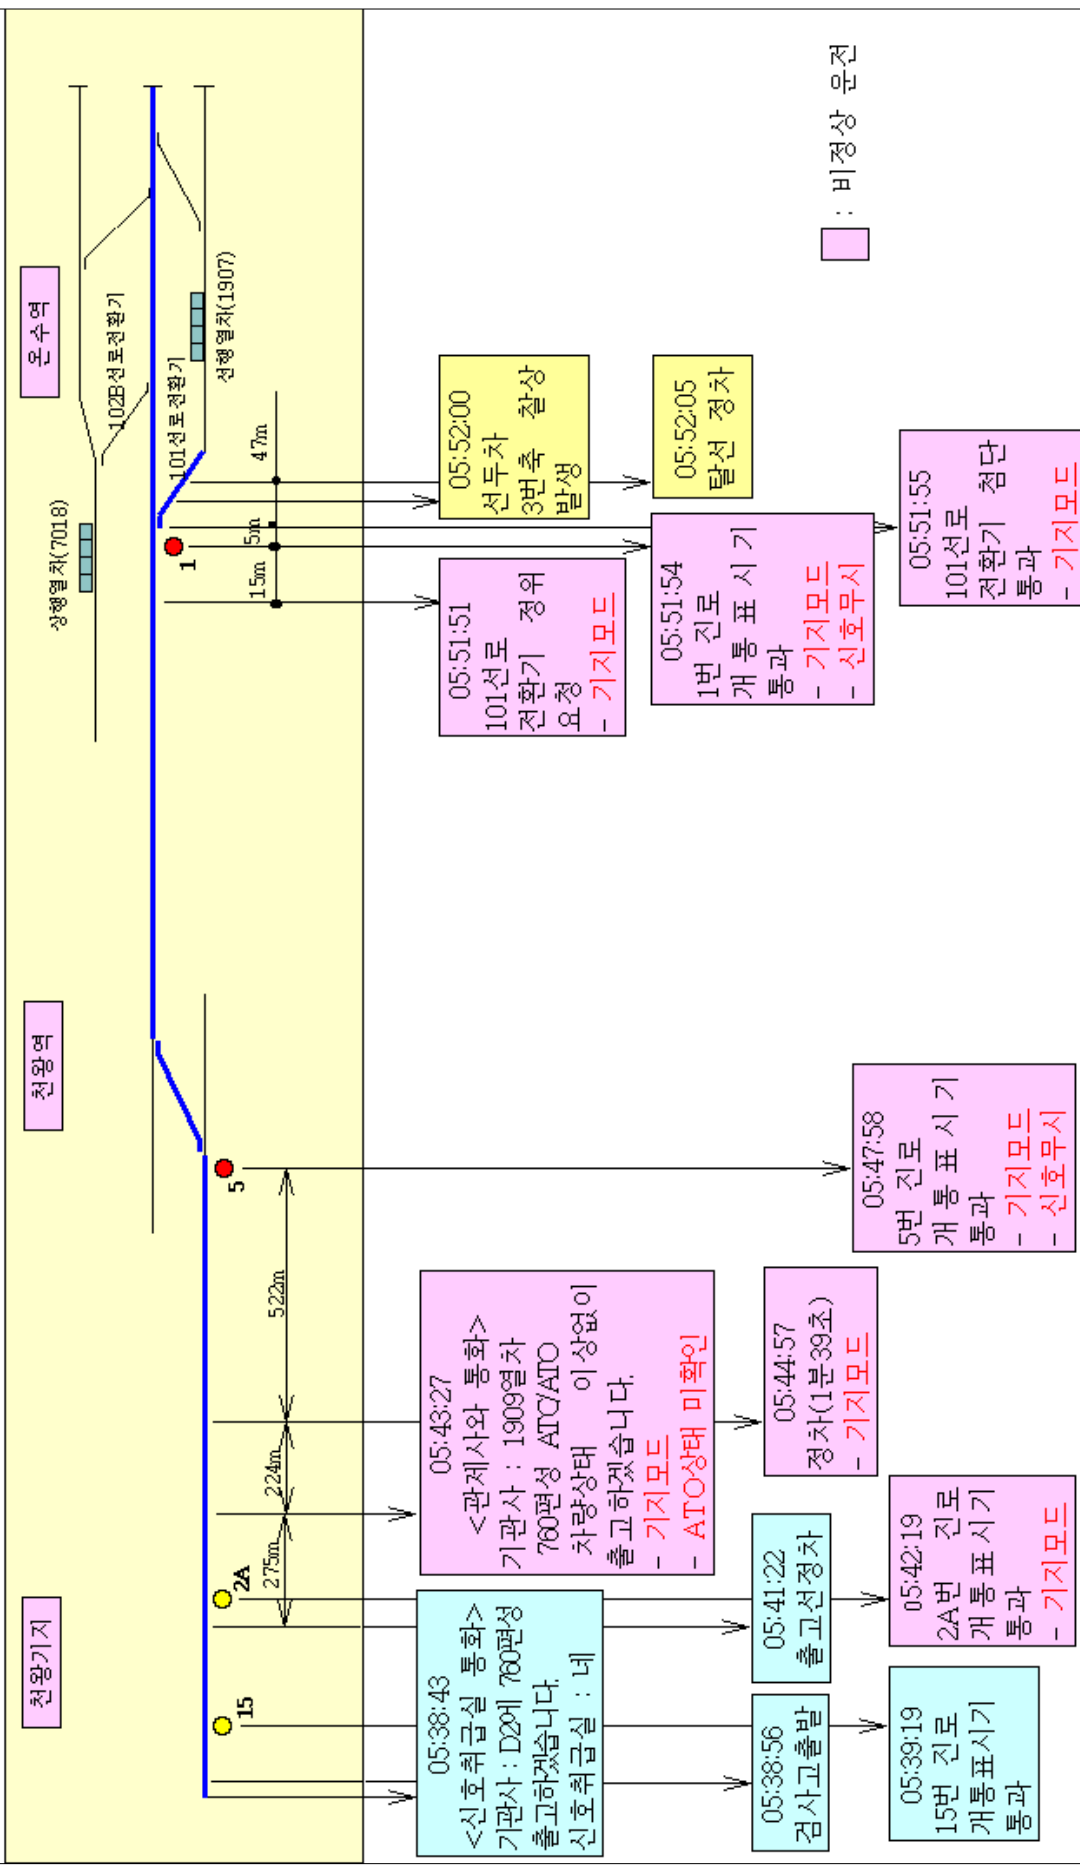 천왕기지
천왕역
온수역
상행열차(7018)
102B선로전환기
101선로전환기
선행열차(1907)
15
2A
5
1
275m
224m
522m
15m
5m
47m
05:38:43
<신호취급실 통화>
기관사 : D2에 760편성
출고하겠습니다.
신호취급실 : 네
05:38:56
검사고출발
05:39:19
15번 진로
개통표시기
통과
05:41:22
출고선정차
05:42:19
2A번 진로
개통표시기
통과
- 기지모드
05:43:27
<관제사와 통화>
기관사 : 1909열차
760편성 ATC/ATO
차량상태 이상없이
출고하겠습니다.
- 기지모드
- ATO상태 미확인
05:44:57
정차(1분39초)
- 기지모드
05:47:58
5번 진로
개통표시기
통과
- 기지모드
- 신호무시
05:51:51
101선로
전환기 정위
요청
- 기지모드
05:51:54
1번 진로
개통표시기
통과
- 기지모드
- 신호무시
05:51:55
101선로
전환기 첨단
통과
- 기지모드
05:52:00
선두차
3번축 찰상
발생
05:52:05
탈선 정차
: 비정상 운전